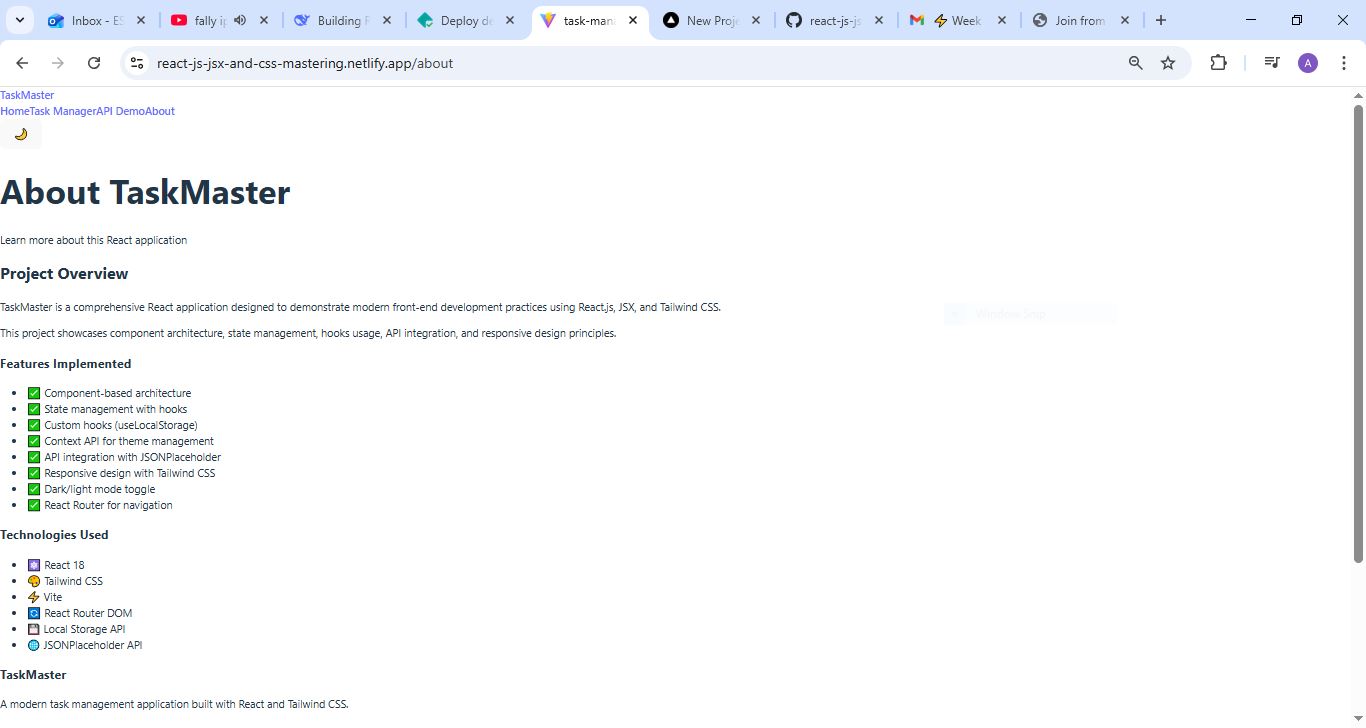 Inbox - ES
fally ip
Building F
Deploy de
task-mana
New Proje
react-js-js
Week
Join from
react-js-jsx-and-css-mastering.netlify.app/about
A
TaskMaster
HomeTask ManagerAPI DemoAbout
About TaskMaster
Learn more about this React application
Project Overview
TaskMaster is a comprehensive React application designed to demonstrate modern front-end development practices using React.js, JSX, and Tailwind CSS.
Window Snip
This project showcases component architecture, state management, hooks usage, API integration, and responsive design principles.
Features Implemented
• ✅ Component-based architecture
• ✅ State management with hooks
• ✅ Custom hooks (useLocalStorage)
• ✅ Context API for theme management
• ✅ API integration with JSONPlaceholder
• ✅ Responsive design with Tailwind CSS
• ✅ Dark/light mode toggle
• ✅ React Router for navigation
Technologies Used
• ⚛️ React 18
• 🎨 Tailwind CSS
• ⚡ Vite
• 🔄 React Router DOM
• 💾 Local Storage API
• 🌐 JSONPlaceholder API
TaskMaster
A modern task management application built with React and Tailwind CSS.